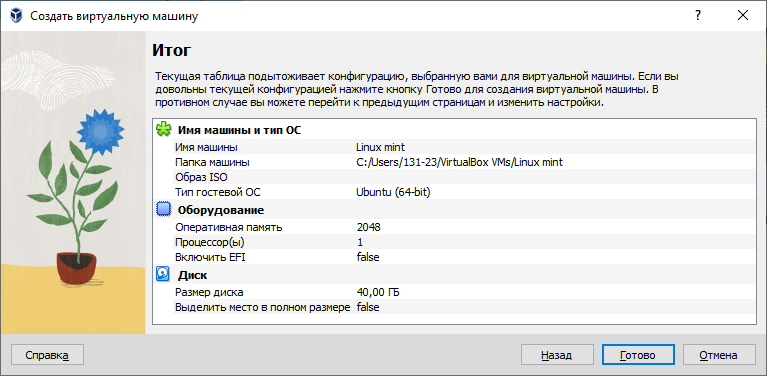 Создать виртуальную машину
?
Итог
Текущая таблица подытоживает конфигурацию, выбранную вами для виртуальной машины. Если вы
довольны текущей конфигурацией нажмите кнопку Готово для создания виртуальной машины. В
противном случае вы можете перейти к предыдущим страницам и изменить настройки.
Имя машины и тип ОС
Имя машины Linux mint
Папка машины C:/Users/131-23/VirtualBox VMs/Linux mint
Образ ISO
Тип гостевой ОС Ubuntu (64-bit)
Оборудование
Оперативная память 2048
Процессор(ы) 1
Включить EFI false
Диск
Размер диска 40,00 ГБ
Выделить место в полном размере false
Справка Назад Готово Отмена